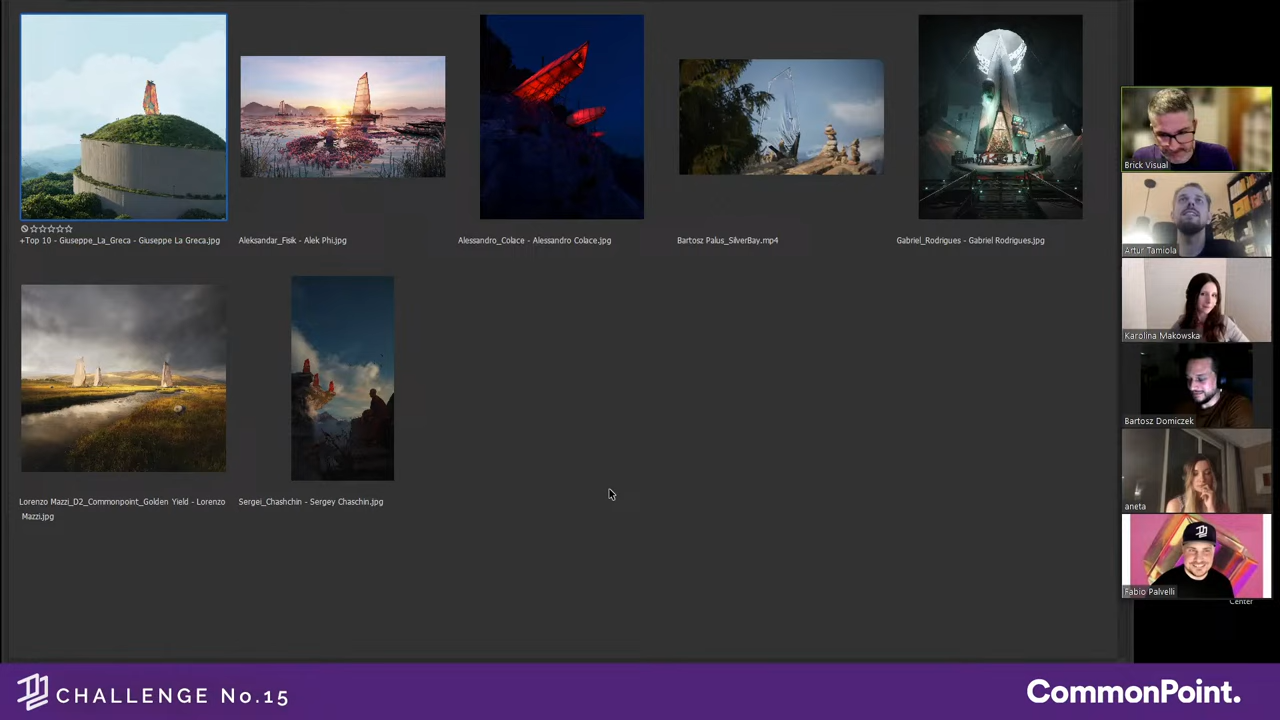 +Top 10 - Giuseppe_La_Greca - Giuseppe La Greca.jpg
Aleksandar_Fisik - Alek Phi.jpg
Alessandro_Colace - Alessandro Colace.jpg
Bartosz Palus_SilverBay.mp4
Gabriel_Rodrigues - Gabriel Rodrigues.jpg
Lorenzo Mazzi_D2_Commonpoint_Golden Yield - Lorenzo
Mazzi.jpg
Sergei_Chashchin - Sergey Chaschin.jpg
Brick Visual
Artur Tamiola
Karolina Makowska
Bartosz Domiczek
aneta
Fabio Palvelli
Center
CHALLENGE No.15
CommonPoint.